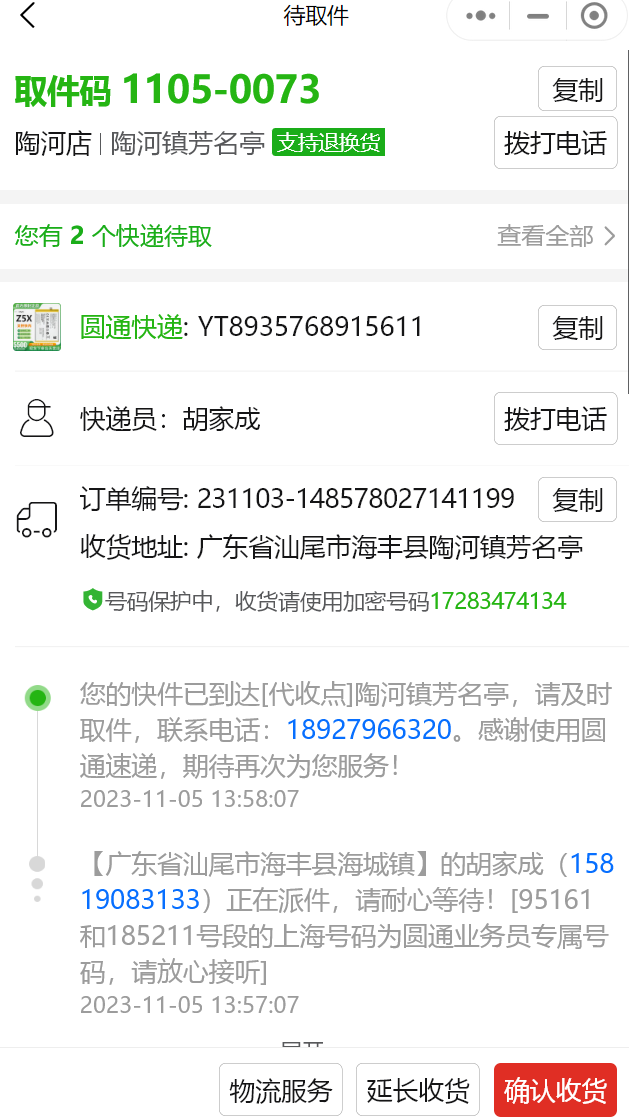 待取件
取件码 1105-0073
复制
陶河店 | 陶河镇芳名亭 支持退换货
拨打电话
您有 2 个快递待取
查看全部
Z5X
5500
圆通快递: YT8935768915611
复制
快递员：胡家成
拨打电话
订单编号: 231103-148578027141199
复制
收货地址: 广东省汕尾市海丰县陶河镇芳名亭
号码保护中，收货请使用加密号码17283474134
您的快件已到达[代收点]陶河镇芳名亭，请及时
取件，联系电话：18927966320。感谢使用圆
通速递，期待再次为您服务！
2023-11-05 13:58:07
【广东省汕尾市海丰县海城镇】的胡家成（158
19083133）正在派件，请耐心等待！[95161
和185211号段的上海号码为圆通业务员专属号
码，请放心接听]
2023-11-05 13:57:07
展开
物流服务
延长收货
确认收货